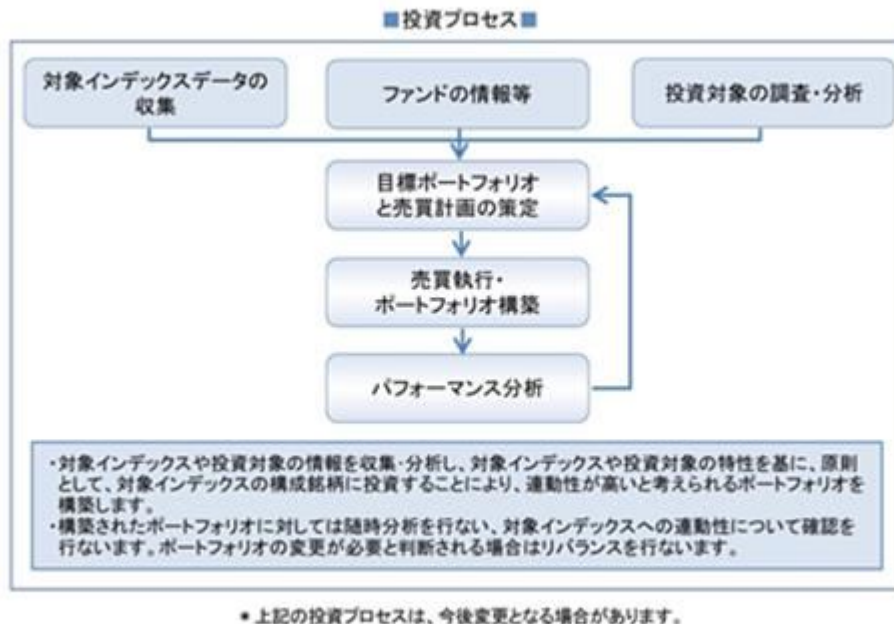 ■投資プロセス■
対象インデックスデータの
収集
ファンドの情報等
投資対象の調査・分析
目標ポートフォリオ
と売買計画の策定
売買執行・
ポートフォリオ構築
パフォーマンス分析
・対象インデックスや投資対象の情報を収集・分析し、対象インデックスや投資対象の特性を基に、原則
として、対象インデックスの構成銘柄に投資することにより、連動性が高いと考えられるポートフォリオを
構築します。
・構築されたポートフォリオに対しては随時分析を行ない、対象インデックスへの連動性について確認を
行ないます。ポートフォリオの変更が必要と判断される場合はリバランスを行ないます。
* 上記の投資プロセスは、今後変更となる場合があります。